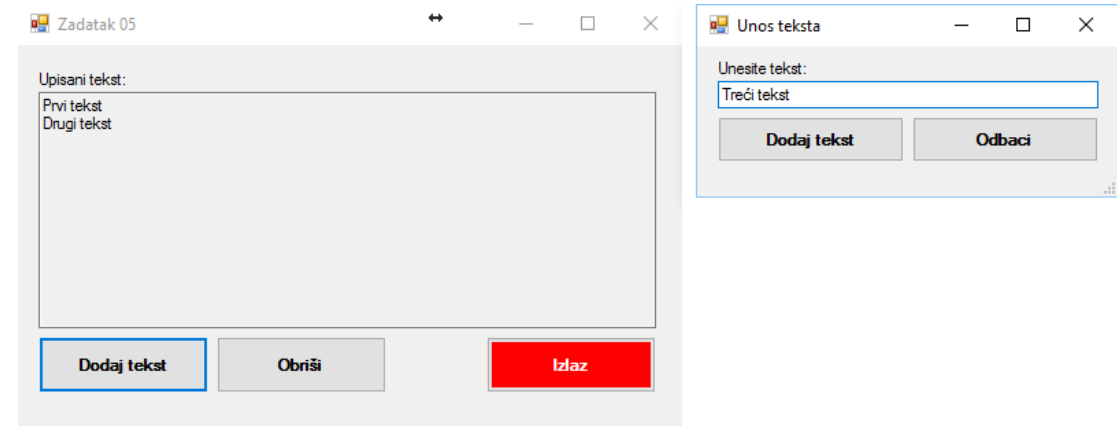 Zadatak 05
Upisani tekst:
Prvi tekst
Drugi tekst
Dodaj tekst
Obriši
Izlaz
Unos teksta
Unesite tekst:
Treći tekst
Dodaj tekst
Odbaci